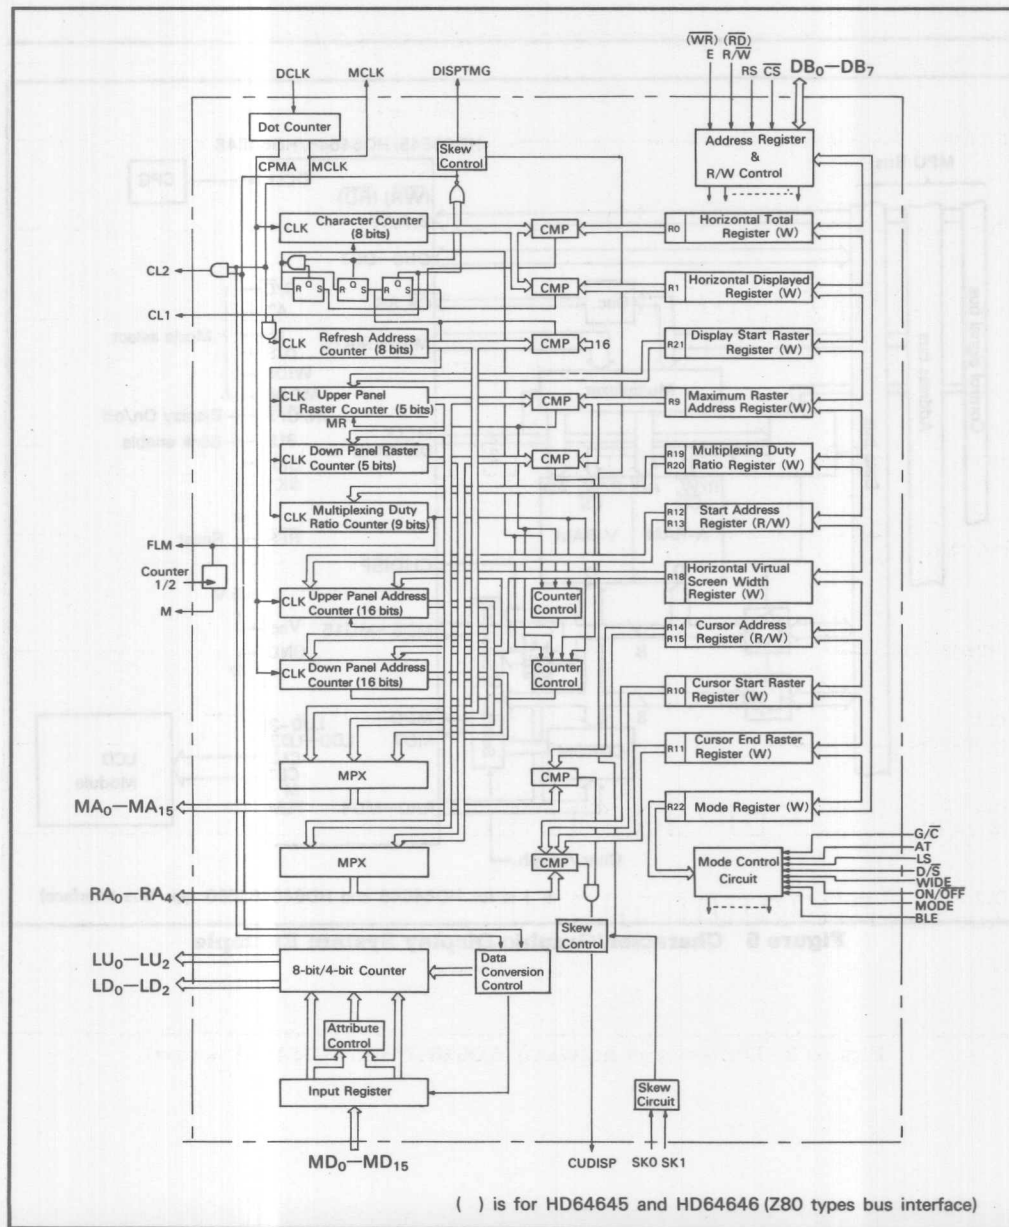 (WR) (RD)
E R/W
RS CS DB0—DB7
DCLK MCLK DISPTMG
Dot Counter
CPMA MCLK
Skew
Control
Address Register
&
R/W Control
CLK Character Counter
(8 bits)
CMP
R0 Horizontal Total
Register (W)
CL2
R Q S
R Q S
R Q S
CMP
R1 Horizontal Displayed
Register (W)
CL1
CLK Refresh Address
Counter (8 bits)
CMP 16
R21 Display Start Raster
Register (W)
CLK Upper Panel
Raster Counter (5 bits)
MR
CMP
R9 Maximum Raster
Address Register (W)
CLK Down Panel Raster
Counter (5 bits)
CMP
R19
R20
Multiplexing Duty
Ratio Register (W)
CLK Multiplexing Duty
Ratio Counter (9 bits)
R12
R13
Start Address
Register (R/W)
FLM
Counter
1/2
M
R18 Horizontal Virtual
Screen Width
Register (W)
CLK Upper Panel Address
Counter (16 bits)
Counter
Control
R14
R15
Cursor Address
Register (R/W)
CLK Down Panel Address
Counter (16 bits)
Counter
Control
R10 Cursor Start Raster
Register (W)
R11 Cursor End Raster
Register (W)
MPX
CMP
MA0—MA15
R22 Mode Register (W)
MPX
CMP
RA0—RA4
Mode Control
Circuit
G/C
AT
LS
D/S
WIDE
ON/OFF
MODE
BLE
Skew
Control
LU0—LU2
LD0—LD2
8-bit/4-bit Counter
Data
Conversion
Control
Attribute
Control
Input Register
Skew
Circuit
MD0—MD15
CUDISP SK0 SK1
( ) is for HD64645 and HD64646 (Z80 types bus interface)